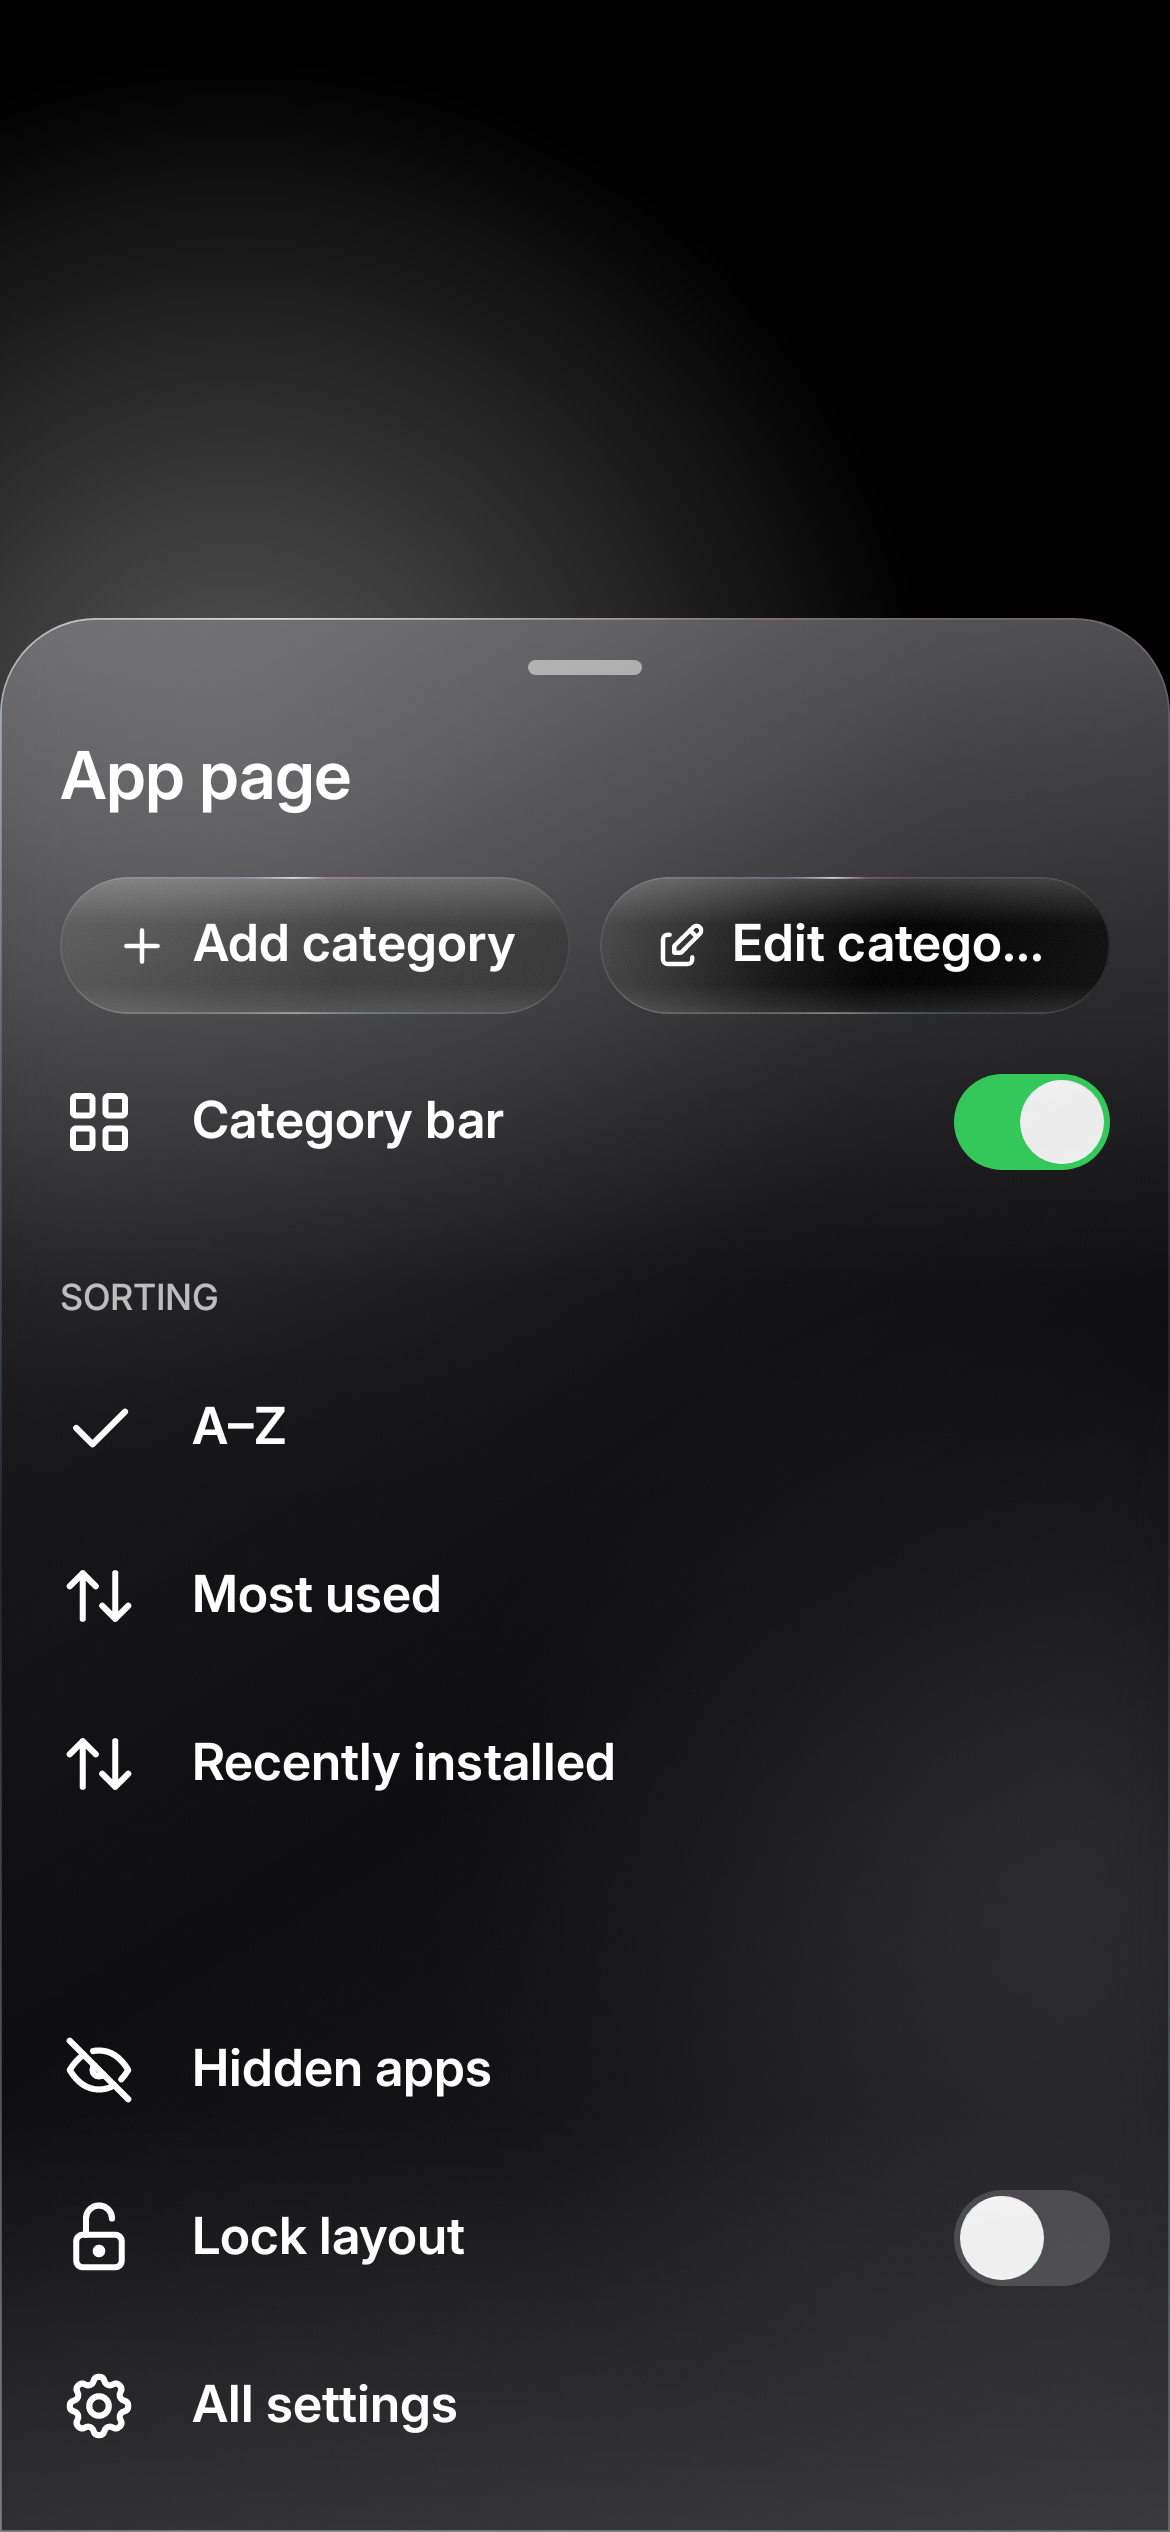 App page
Add category
Edit catego...
Category bar
SORTING
A–Z
Most used
Recently installed
Hidden apps
Lock layout
All settings